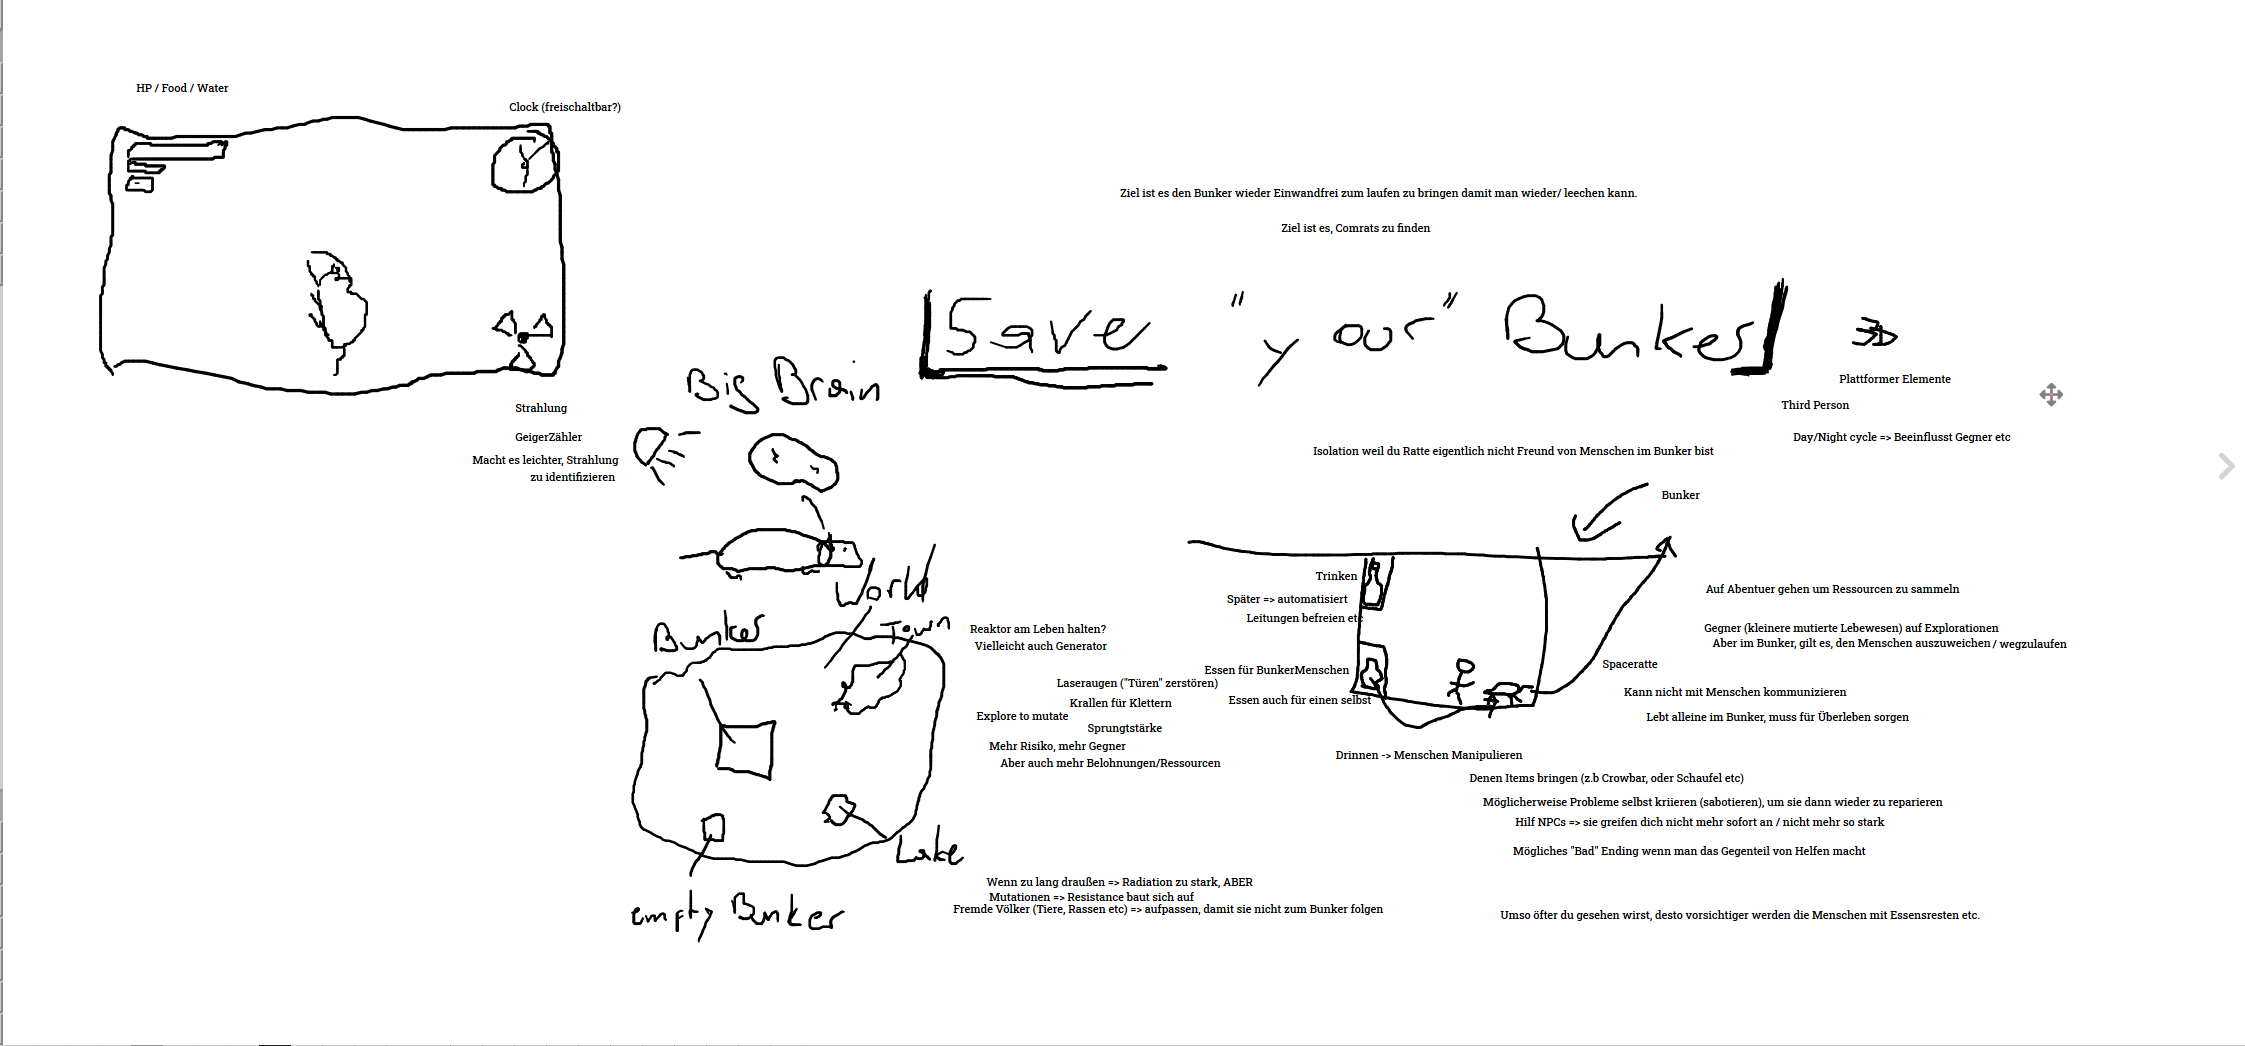 HP / Food / Water
Clock (freischaltbar?)
Ziel ist es den Bunker wieder Einwandfrei zum laufen zu bringen damit man wieder/ leechen kann.
Ziel ist es, Comrats zu finden
Save "your" Bunker
3D
Plattformer Elemente
Third Person
Day/Night cycle => Beeinflusst Gegner etc
Strahlung
GeigerZähler
Macht es leichter, Strahlung
zu identifizieren
Big Brain
Isolation weil du Ratte eigentlich nicht Freund von Menschen im Bunker bist
Bunker
Trinken
Später => automatisiert
Leitungen befreien etc
Essen für BunkerMenschen
Essen auch für einen selbst
Auf Abentuer gehen um Ressourcen zu sammeln
Gegner (kleinere mutierte Lebewesen) auf Explorationen
Aber im Bunker, gilt es, den Menschen auszuweichen / wegzulaufen
Spaceratte
Kann nicht mit Menschen kommunizieren
Lebt alleine im Bunker, muss für Überleben sorgen
World
Bunker
Town
Lake
empty Bunker
Reaktor am Leben halten?
Vielleicht auch Generator
Laseraugen ("Türen" zerstören)
Krallen für Klettern
Explore to mutate
Sprungtstärke
Mehr Risiko, mehr Gegner
Aber auch mehr Belohnungen/Ressourcen
Drinnen -> Menschen Manipulieren
Denen Items bringen (z.b Crowbar, oder Schaufel etc)
Möglicherweise Probleme selbst kriieren (sabotieren), um sie dann wieder zu reparieren
Hilf NPCs => sie greifen dich nicht mehr sofort an / nicht mehr so stark
Mögliches "Bad" Ending wenn man das Gegenteil von Helfen macht
Wenn zu lang draußen => Radiation zu stark, ABER
Mutationen => Resistance baut sich auf
Fremde Völker (Tiere, Rassen etc) => aufpassen, damit sie nicht zum Bunker folgen
Umso öfter du gesehen wirst, desto vorsichtiger werden die Menschen mit Essensresten etc.